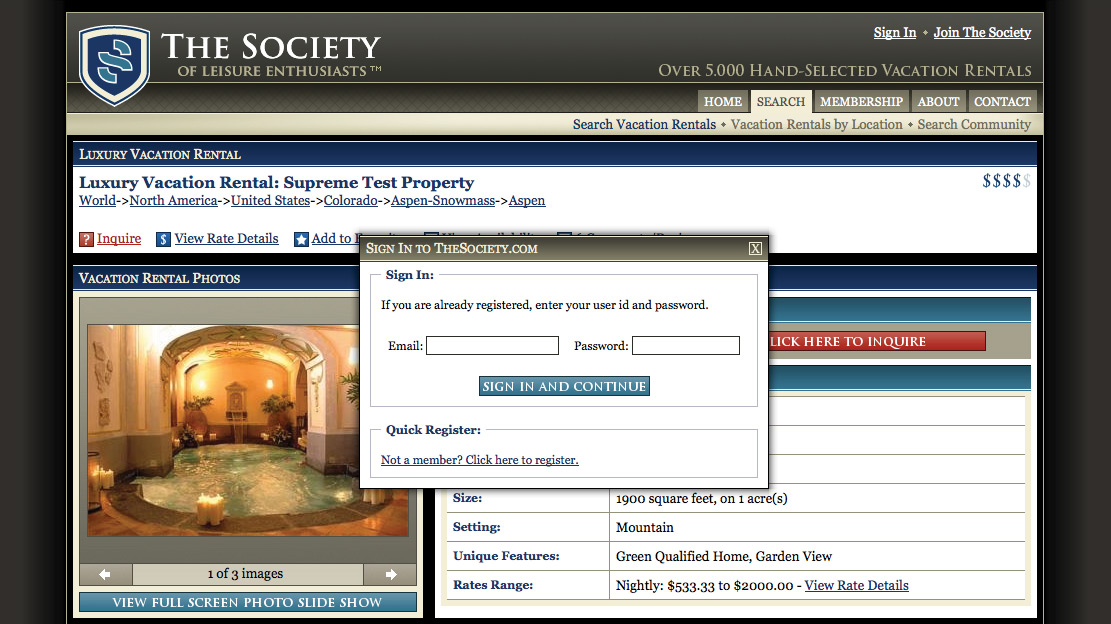 THE SOCIETY
OF LEISURE ENTHUSIASTS™
Sign In • Join The Society
OVER 5,000 HAND-SELECTED VACATION RENTALS
HOME SEARCH MEMBERSHIP ABOUT CONTACT
Search Vacation Rentals • Vacation Rentals by Location • Search Community
LUXURY VACATION RENTAL
Luxury Vacation Rental: Supreme Test Property
$$$$$
World->North America->United States->Colorado->Aspen-Snowmass->Aspen
? Inquire $ View Rate Details Add to
SIGN IN TO THESOCIETY.COM X
Sign In:
If you are already registered, enter your user id and password.
Email: Password:
SIGN IN AND CONTINUE
Quick Register:
Not a member? Click here to register.
VACATION RENTAL PHOTOS
1 of 3 images
VIEW FULL SCREEN PHOTO SLIDE SHOW
LICK HERE TO INQUIRE
Size: 1900 square feet, on 1 acre(s)
Setting: Mountain
Unique Features: Green Qualified Home, Garden View
Rates Range: Nightly: $533.33 to $2000.00 - View Rate Details